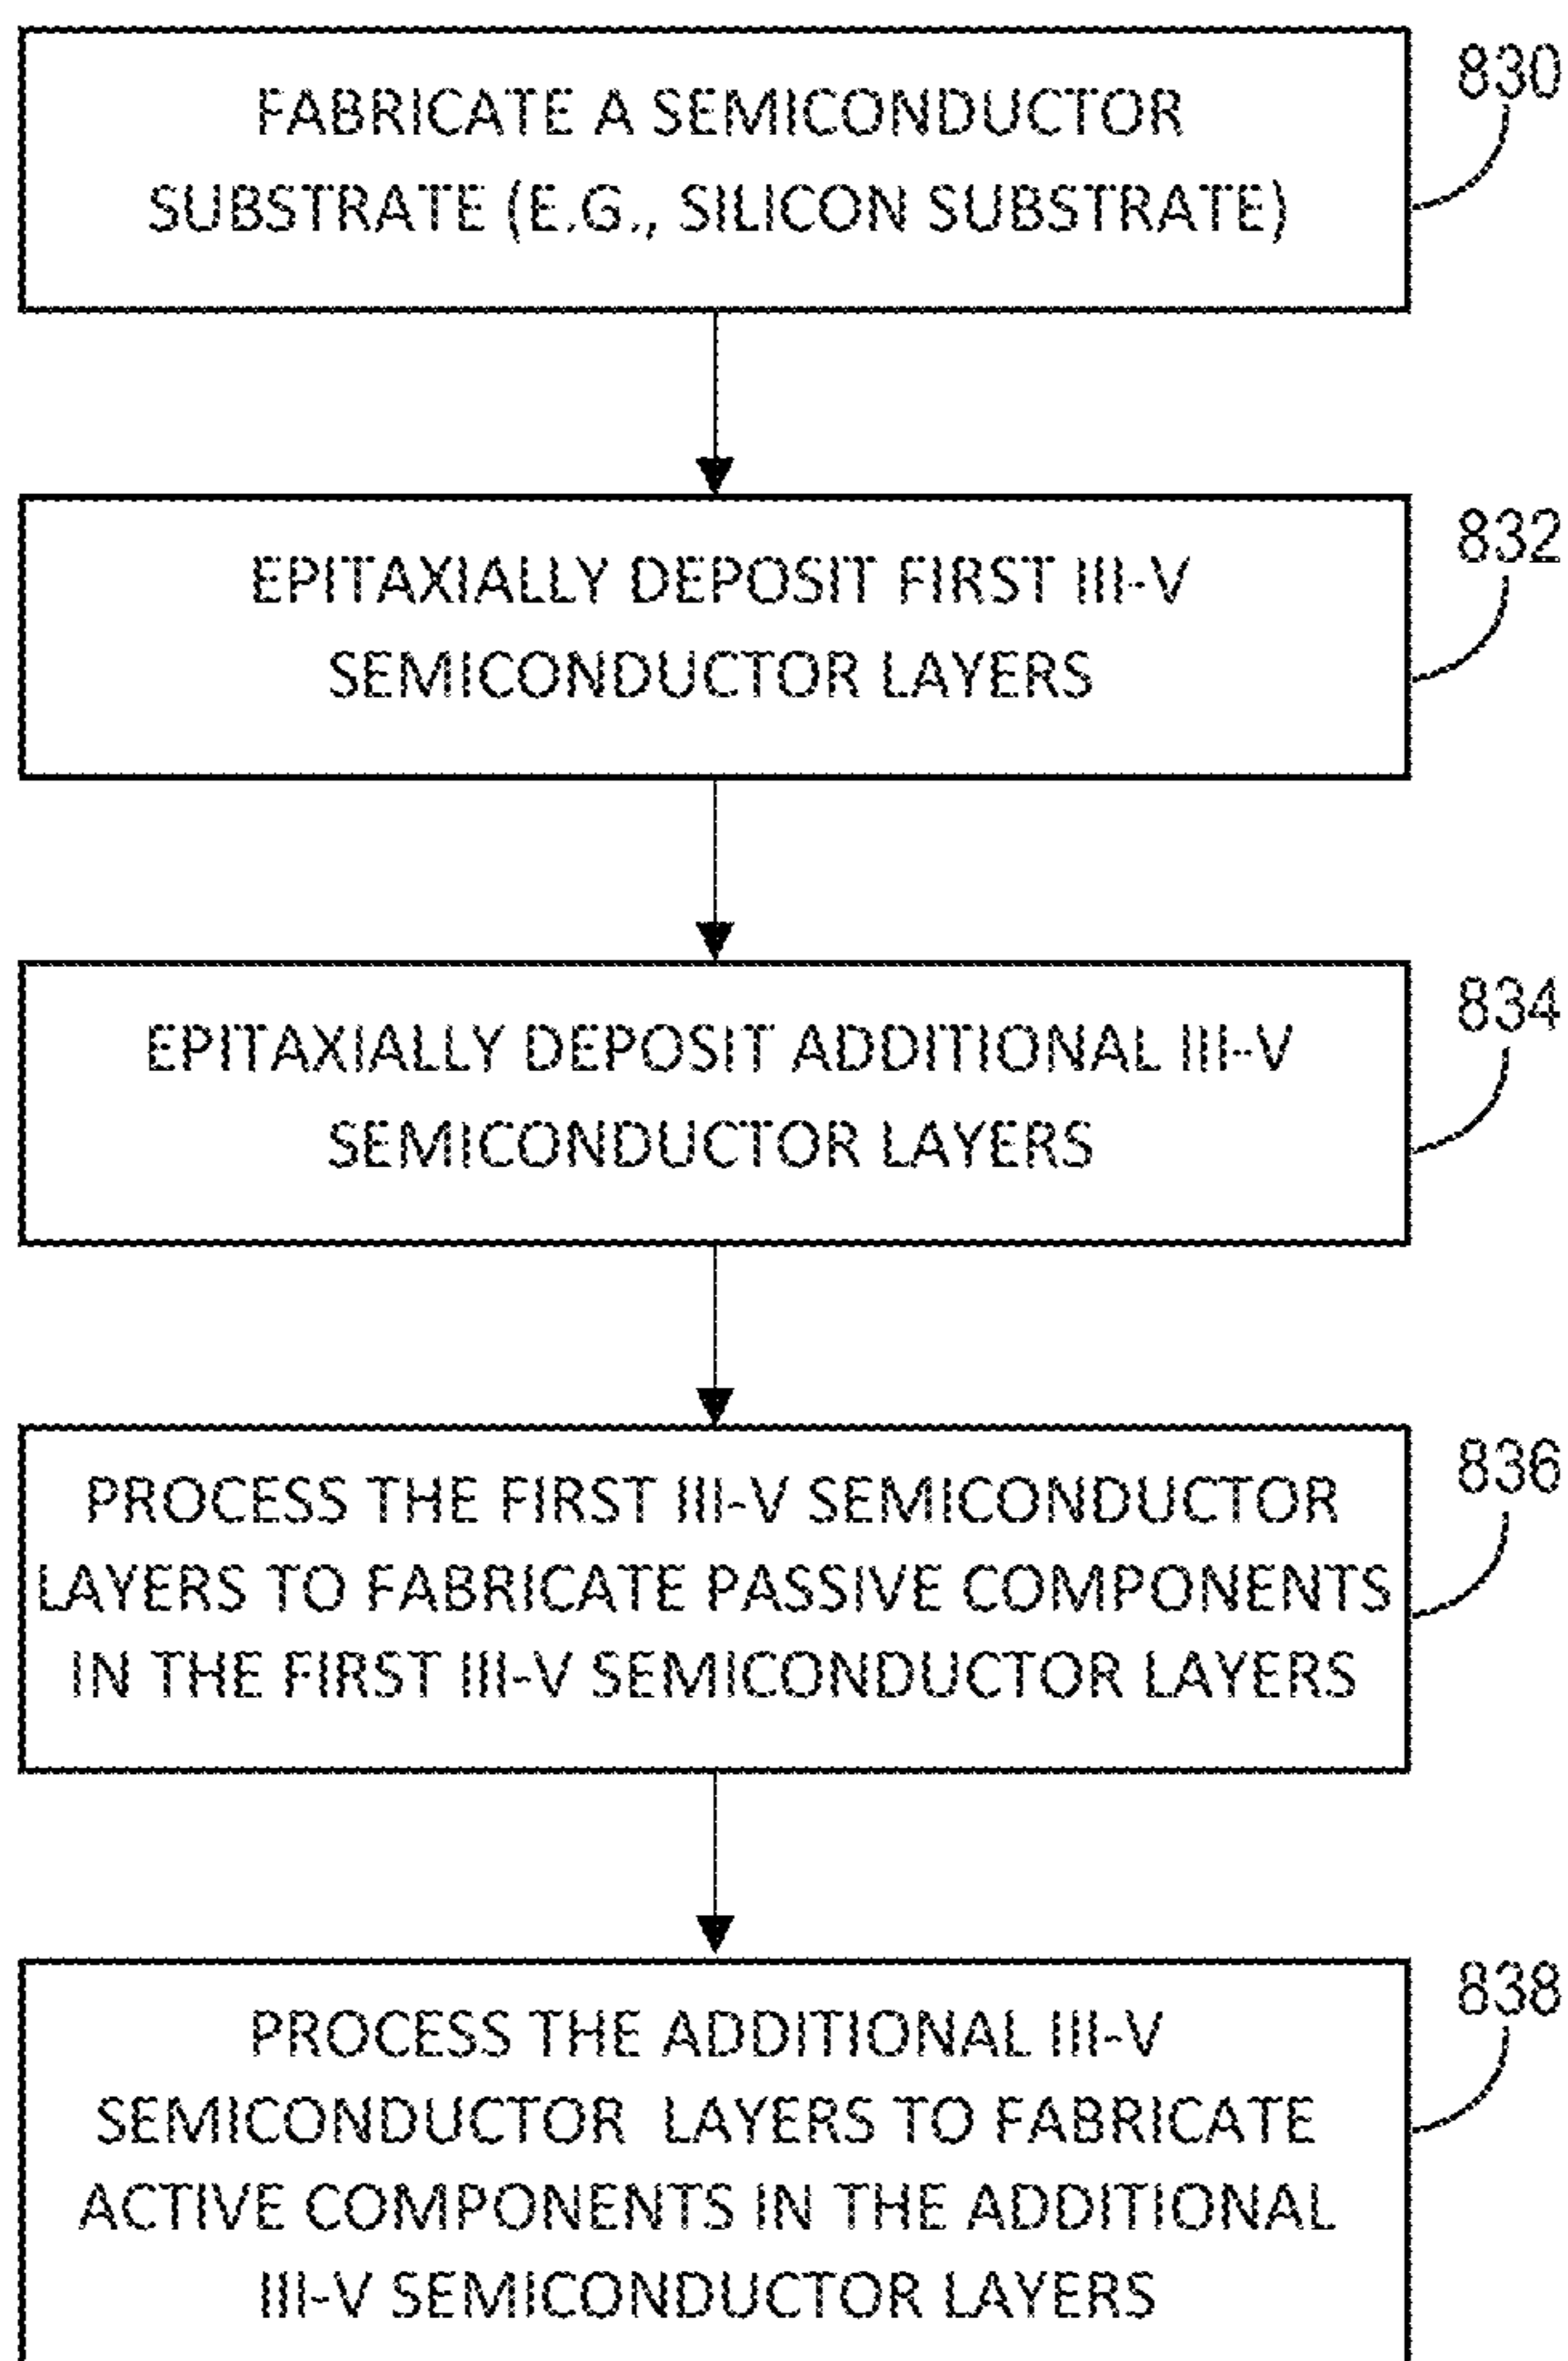 830
FABRICATE A SEMICONDUCTOR
SUBSTRATE (E.G., SILICON SUBSTRATE)
832
EPITAXIALLY DEPOSIT FIRST III-V
SEMICONDUCTOR LAYERS
834
EPITAXIALLY DEPOSIT ADDITIONAL III-V
SEMICONDUCTOR LAYERS
836
PROCESS THE FIRST III-V SEMICONDUCTOR
LAYERS TO FABRICATE PASSIVE COMPONENTS
IN THE FIRST III-V SEMICONDUCTOR LAYERS
838
PROCESS THE ADDITIONAL III-V
SEMICONDUCTOR LAYERS TO FABRICATE
ACTIVE COMPONENTS IN THE ADDITIONAL
III-V SEMICONDUCTOR LAYERS